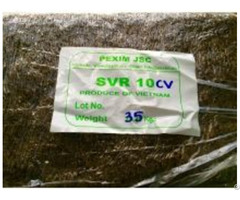 PEXIM JSC
SVR 10CV
PRODUCE OF VIETNAM
Lot No.
Weight 35 Kg.